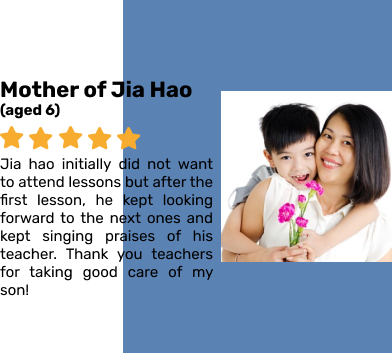 Mother of Jia Hao
(aged 6)
Jia hao initially did not want
to attend lessons but after the
first lesson, he kept looking
forward to the next ones and
kept singing praises of his
teacher. Thank you teachers
for taking good care of my
son!